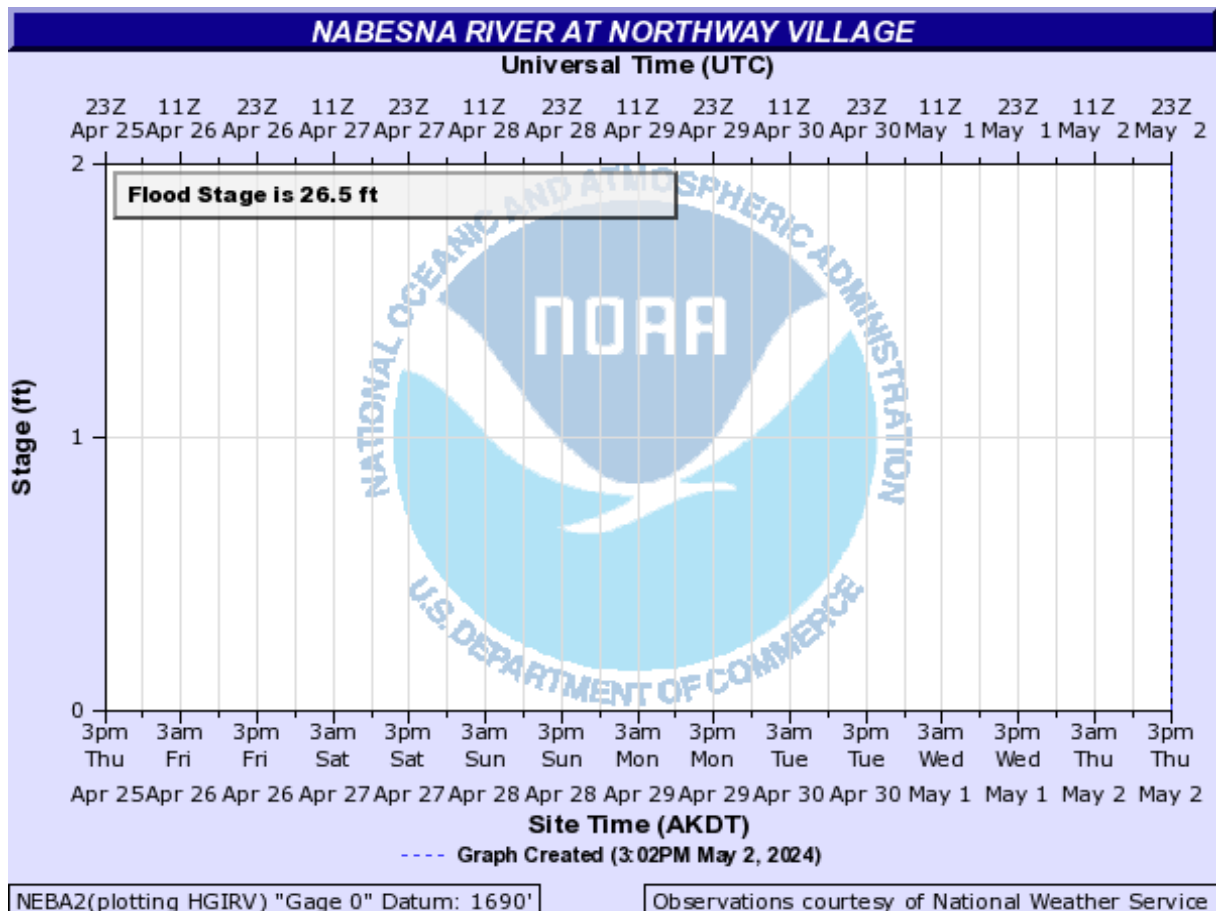 NABESNA RIVER AT NORTHWAY VILLAGE
Universal Time (UTC)
23Z 11Z 23Z 11Z 23Z 11Z 23Z 11Z 23Z 11Z 23Z 11Z 23Z 11Z 23Z
Apr 25 Apr 26 Apr 26 Apr 27 Apr 27 Apr 28 Apr 28 Apr 29 Apr 29 Apr 30 Apr 30 May 1 May 1 May 2 May 2
2
Flood Stage is 26.5 ft
NATIONAL OCEANIC AND ATMOSPHERIC ADMINISTRATION
NOAA
Stage (ft)
1
U.S. DEPARTMENT OF COMMERCE
0
3pm 3am 3pm 3am 3pm 3am 3pm 3am 3pm 3am 3pm 3am 3pm 3am 3pm
Thu Fri Fri Sat Sat Sun Sun Mon Mon Tue Tue Wed Wed Thu Thu
Apr 25 Apr 26 Apr 26 Apr 27 Apr 27 Apr 28 Apr 28 Apr 29 Apr 29 Apr 30 Apr 30 May 1 May 1 May 2 May 2
Site Time (AKDT)
---- Graph Created (3:02PM May 2, 2024)
NEBA2(plotting HGIRV) "Gage 0" Datum: 1690'
Observations courtesy of National Weather Service